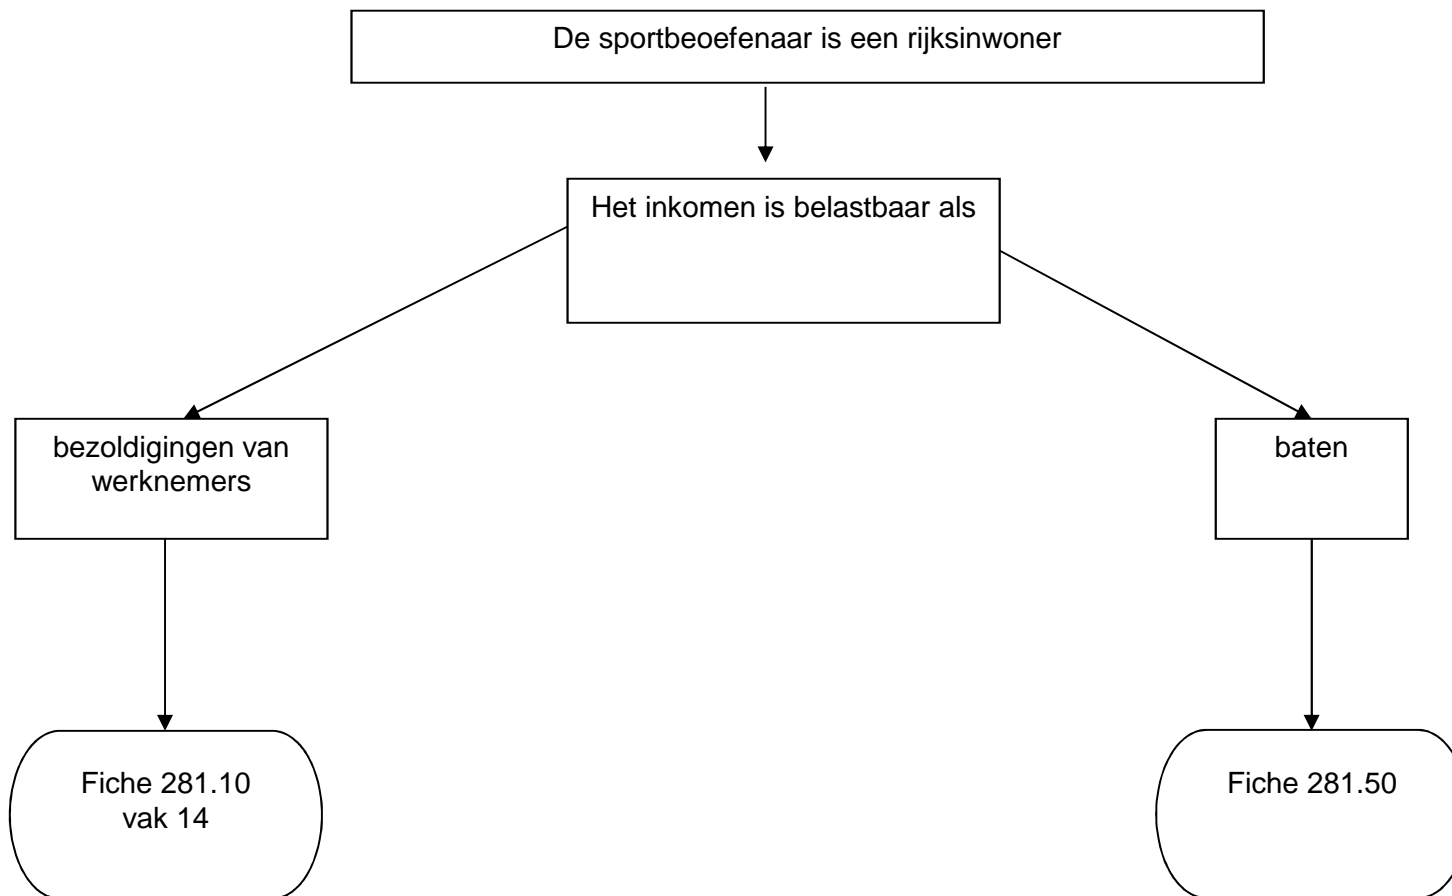 De sportbeoefenaar is een rijksinwoner
Het inkomen is belastbaar als
bezoldigingen van
werknemers
baten
Fiche 281.10
vak 14
Fiche 281.50